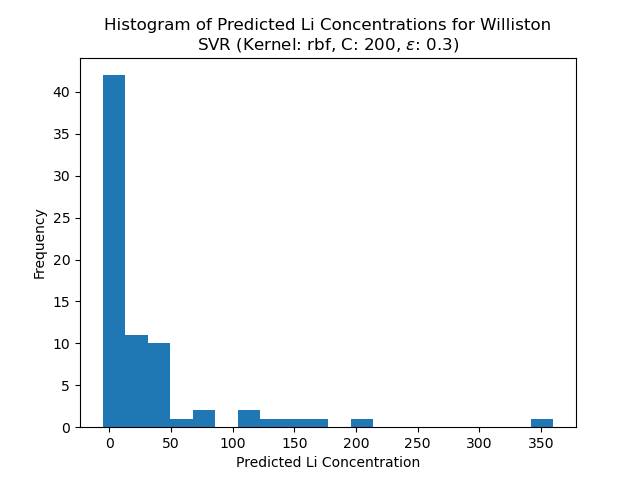 Histogram of Predicted Li Concentrations for Williston
SVR (Kernel: rbf, C: 200, ε: 0.3)
Frequency
40
35
30
25
20
15
10
5
0
0 50 100 150 200 250 300 350
Predicted Li Concentration